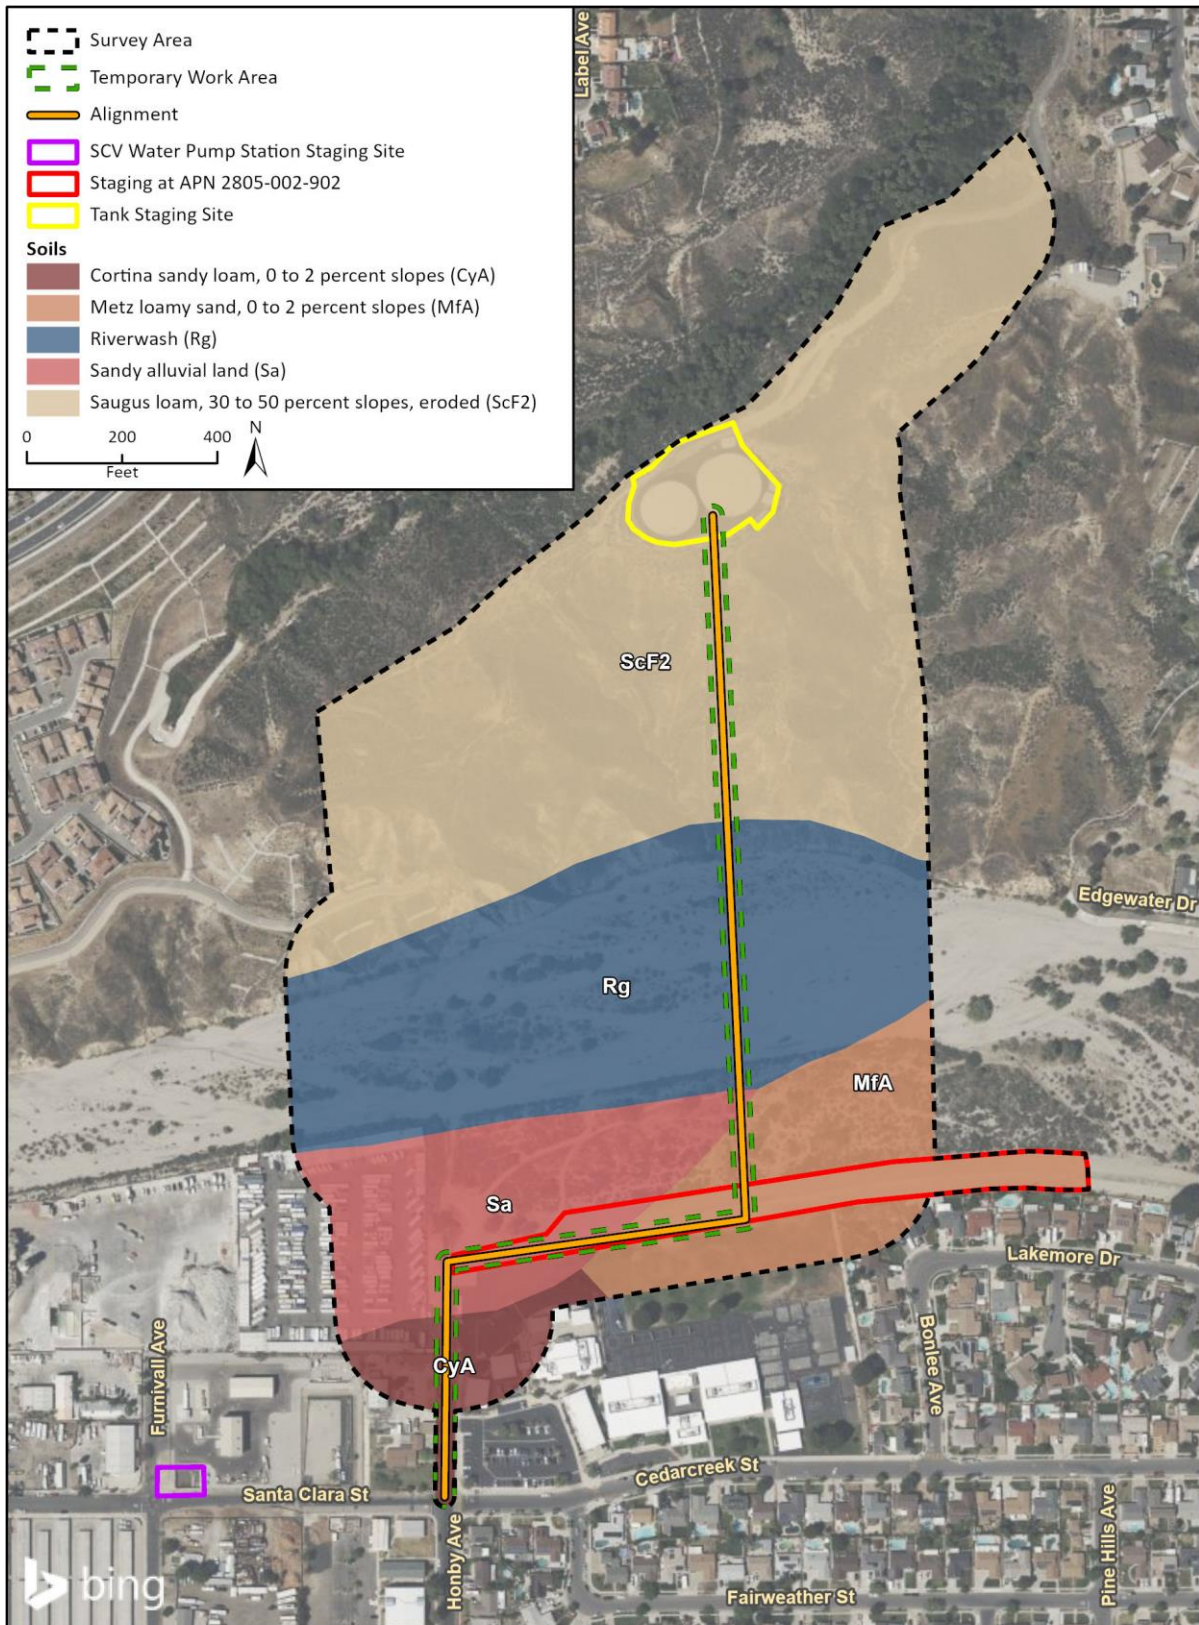 Survey Area
Temporary Work Area
Alignment
SCV Water Pump Station Staging Site
Staging at APN 2805-002-902
Tank Staging Site
Soils
Cortina sandy loam, 0 to 2 percent slopes (CyA)
Metz loamy sand, 0 to 2 percent slopes (MfA)
Riverwash (Rg)
Sandy alluvial land (Sa)
Saugus loam, 30 to 50 percent slopes, eroded (ScF2)
0 200 400
Feet
N
Label Ave
ScF2
Edgewater Dr
Rg
MfA
Sa
Lakemore Dr
CyA
Furnivall Ave
Bonlee Ave
Cedarcreek St
Santa Clara St
Honby Ave
Pine Hills Ave
Fairweather St
bing